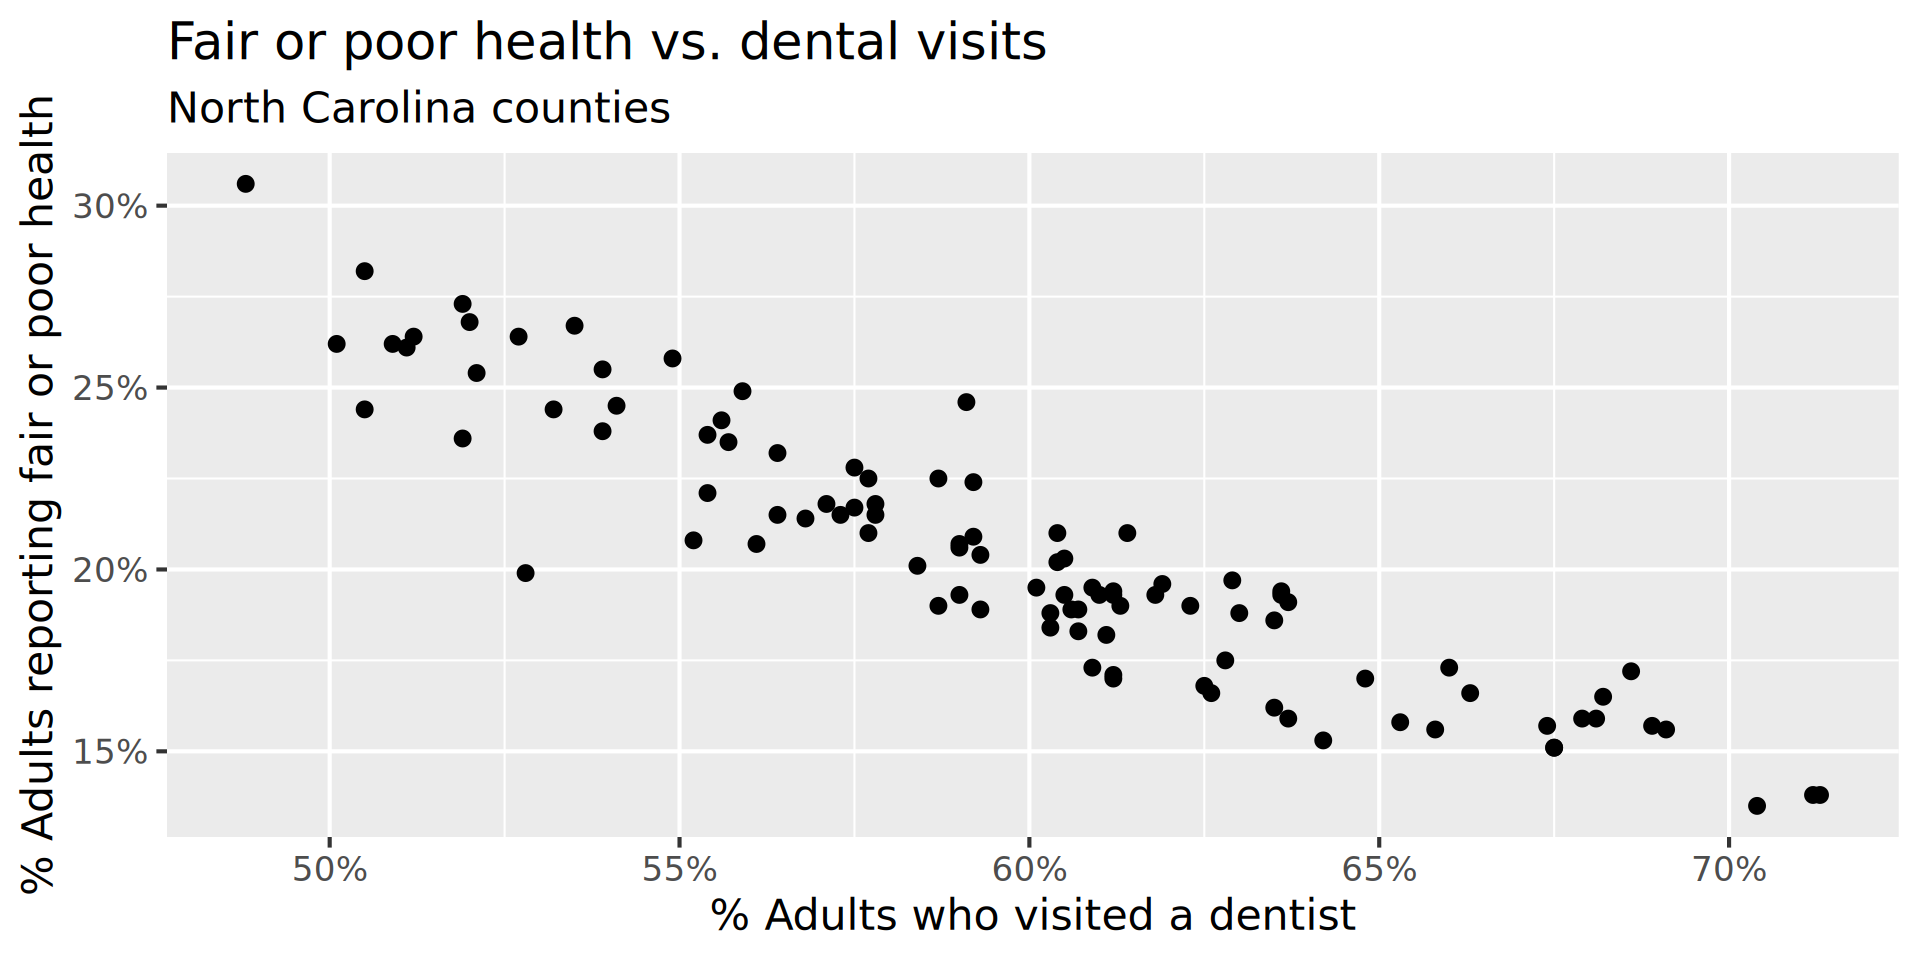 Fair or poor health vs. dental visits
North Carolina counties
% Adults reporting fair or poor health
30%
25%
20%
15%
50%
55%
60%
65%
70%
% Adults who visited a dentist